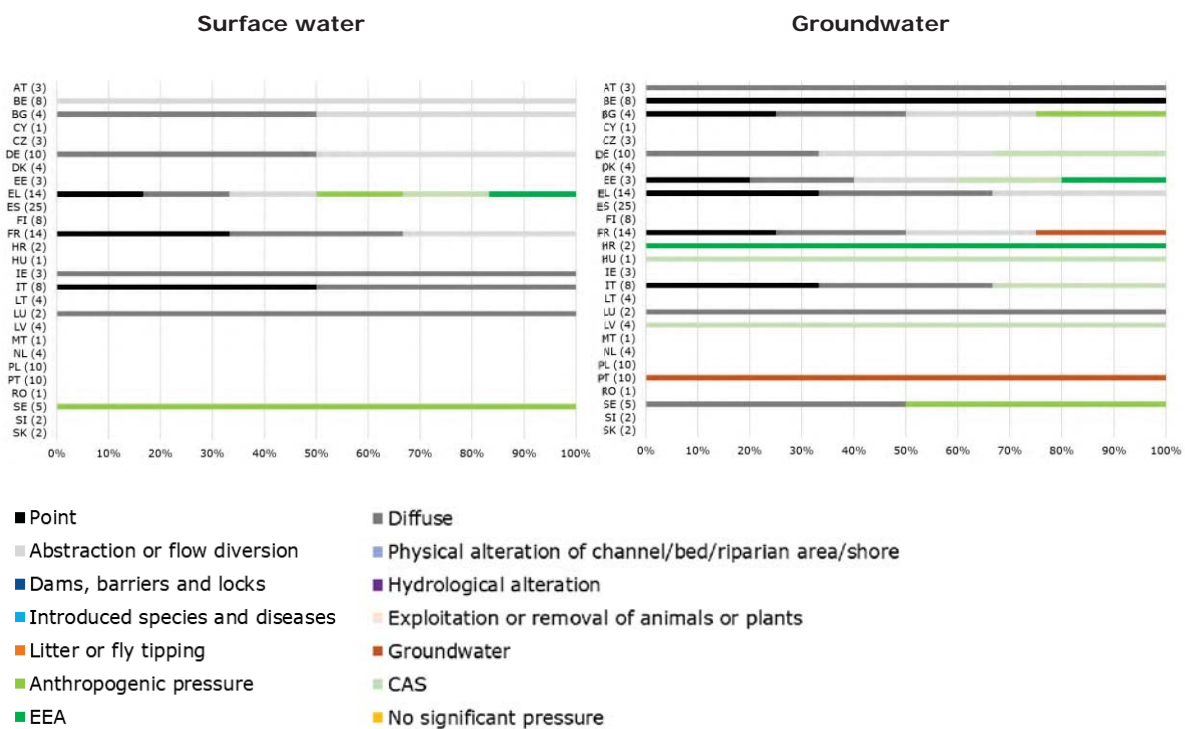 Surface water
AT (3)
BE (8)
BG (4)
CY (1)
CZ (3)
DE (10)
DK (4)
EE (3)
EL (14)
ES (25)
FI (8)
FR (14)
HR (2)
HU (1)
IE (3)
IT (8)
LT (4)
LU (2)
LV (4)
MT (1)
NL (4)
PL (10)
PT (10)
RO (1)
SE (5)
SI (2)
SK (2)
0% 10% 20% 30% 40% 50% 60% 70% 80% 90% 100%
Groundwater
AT (3)
BE (8)
BG (4)
CY (1)
CZ (3)
DE (10)
DK (4)
EE (3)
EL (14)
ES (25)
FI (8)
FR (14)
HR (2)
HU (1)
IE (3)
IT (8)
LT (4)
LU (2)
LV (4)
MT (1)
NL (4)
PL (10)
PT (10)
RO (1)
SE (5)
SI (2)
SK (2)
0% 10% 20% 30% 40% 50% 60% 70% 80% 90% 100%
Point
Diffuse
Abstraction or flow diversion
Physical alteration of channel/bed/riparian area/shore
Dams, barriers and locks
Hydrological alteration
Introduced species and diseases
Exploitation or removal of animals or plants
Litter or fly tipping
Groundwater
Anthropogenic pressure
CAS
EEA
No significant pressure